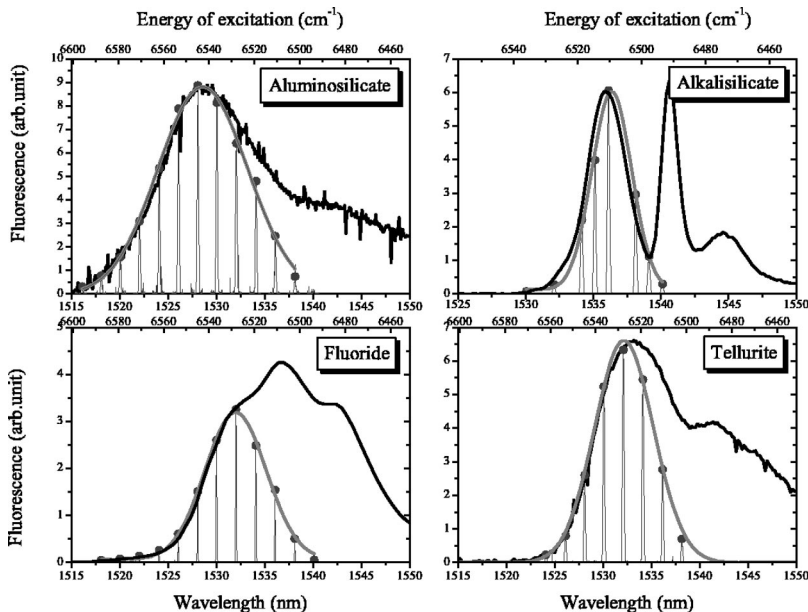 Energy of excitation (cm-1)
Energy of excitation (cm-1)
6600 6580 6560 6540 6520 6500 6480 6460
6540 6520 6500 6480
Fluorescence (arb.unit)
10
9
8
7
6
5
4
3
2
1
0
Aluminosilicate
1515 1520 1525 1530 1535 1540 1545 1550
7
6
5
4
3
2
1
0
Alkalisilicate
1525 1530 1535 1540 1545 1550
6600 6580 6560 6540 6520 6500 6480 6460
6600 6580 6560 6540 6520 6500 6480 6460
Fluorescence (arb.unit)
5
4
3
2
1
0
Fluoride
1515 1520 1525 1530 1535 1540 1545 1550
7
6
5
4
3
2
1
0
Tellurite
1515 1520 1525 1530 1535 1540 1545 1550
Wavelength (nm)
Wavelength (nm)